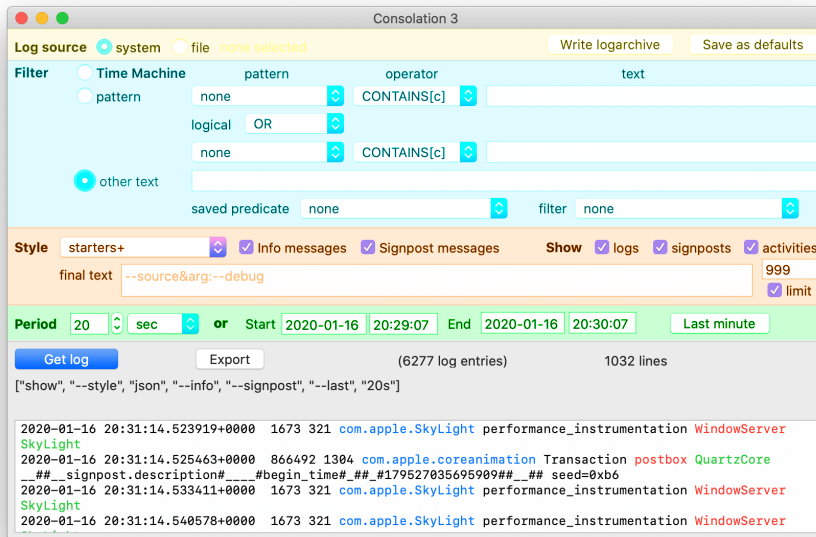 Consolation 3
Log source system file none selected Write logarchive Save as defaults
Filter Time Machine pattern operator text
pattern none CONTAINS[c]
logical OR
none CONTAINS[c]
other text
saved predicate none filter none
Style starters+ Info messages Signpost messages Show logs signposts activities
final text --source&arg:--debug 999
limit
Period 20 sec or Start 2020-01-16 20:29:07 End 2020-01-16 20:30:07 Last minute
Get log Export (6277 log entries) 1032 lines
["show", "--style", "json", "--info", "--signpost", "--last", "20s"]
2020-01-16 20:31:14.523919+0000 1673 321 com.apple.SkyLight performance_instrumentation WindowServer
SkyLight
2020-01-16 20:31:14.525463+0000 866492 1304 com.apple.coreanimation Transaction postbox QuartzCore
__##__signpost.description#____#begin_time#_##_#179527035695909##__## seed=0xb6
2020-01-16 20:31:14.533411+0000 1673 321 com.apple.SkyLight performance_instrumentation WindowServer
SkyLight
2020-01-16 20:31:14.540578+0000 1673 321 com.apple.SkyLight performance_instrumentation WindowServer